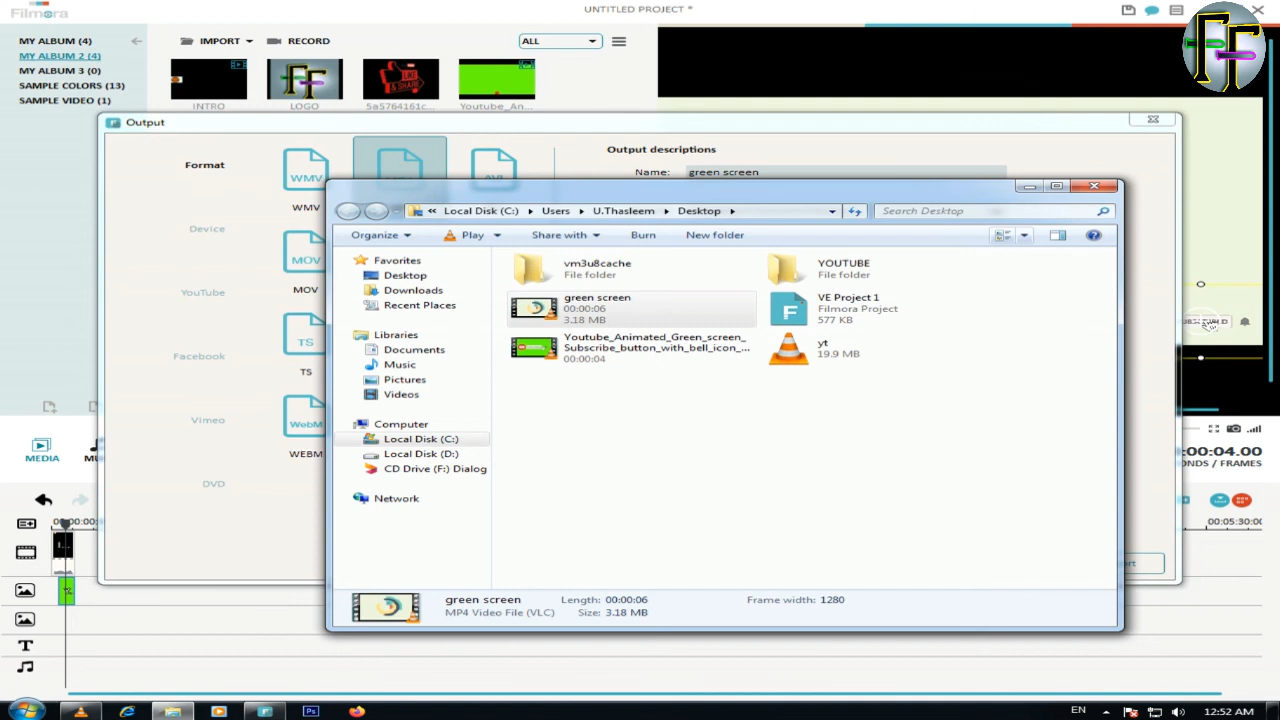 Filmora
UNTITLED PROJECT *
MY ALBUM (4)
MY ALBUM 2 (4)
MY ALBUM 3 (0)
SAMPLE COLORS (13)
SAMPLE VIDEO (1)
IMPORT
RECORD
ALL
INTRO
LOGO
5a5764161c...
Youtube_An...
FF
Output
Format
Device
YouTube
Facebook
Vimeo
DVD
WMV
WMV
MOV
MOV
TS
TS
WebM
WEBM
AVI
Output descriptions
Name:
green screen
« Local Disk (C:) ▸ Users ▸ U.Thasleem ▸ Desktop ▸
Search Desktop
Organize
Play
Share with
Burn
New folder
Favorites
Desktop
Downloads
Recent Places
Libraries
Documents
Music
Pictures
Videos
Computer
Local Disk (C:)
Local Disk (D:)
CD Drive (F:) Dialog
Network
vm3u8cache
File folder
green screen
00:00:06
3.18 MB
Youtube_Animated_Green_screen_
Subscribe_button_with_bell_icon_...
00:00:04
YOUTUBE
File folder
VE Project 1
Filmora Project
577 KB
yt
19.9 MB
green screen
MP4 Video File (VLC)
Length: 00:00:06
Size: 3.18 MB
Frame width: 1280
MEDIA
00:00:04.00
ONDS / FRAMES
00:05:30:00
EN
12:52 AM